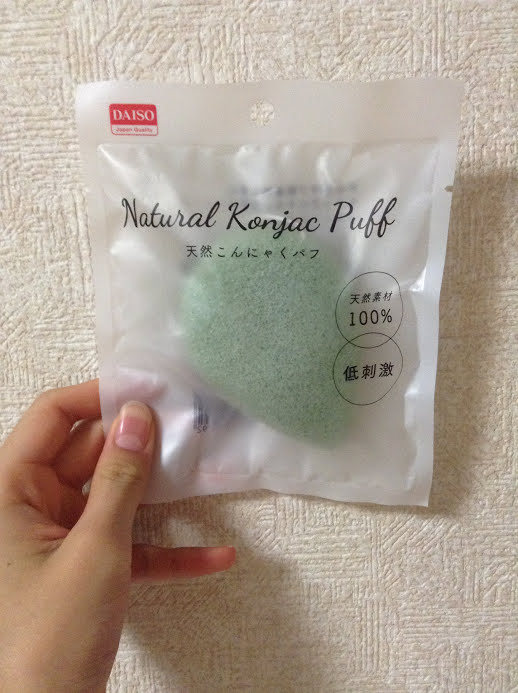 DAISO
Japan Quality
Natural Konjac Puff
天然こんにゃくパフ
天然素材
100%
低刺激